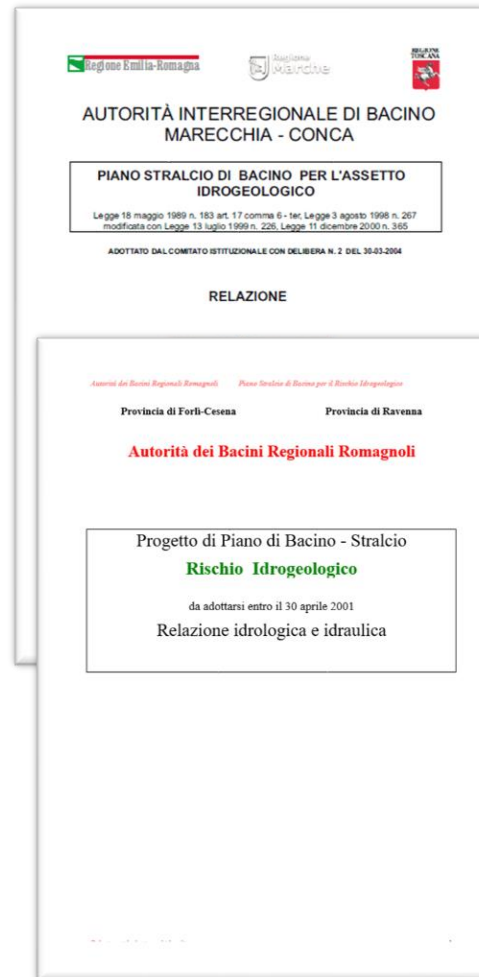 Regione Emilia-Romagna
Regione
Marche
REGIONE
TOSCANA
AUTORITÀ INTERREGIONALE DI BACINO
MARECCHIA - CONCA
PIANO STRALCIO DI BACINO PER L'ASSETTO
IDROGEOLOGICO
Legge 18 maggio 1989 n. 183 art. 17 comma 6 - ter, Legge 3 agosto 1998 n. 267
modificata con Legge 13 luglio 1999 n. 226, Legge 11 dicembre 2000 n. 365
ADOTTATO DAL COMITATO ISTITUZIONALE CON DELIBERA N. 2 DEL 30-03-2004
RELAZIONE
Autorità dei Bacini Regionali Romagnoli Piano Stralcio di Bacino per il Rischio Idrogeologico
Provincia di Forlì-Cesena Provincia di Ravenna
Autorità dei Bacini Regionali Romagnoli
Progetto di Piano di Bacino - Stralcio
Rischio Idrogeologico
da adottarsi entro il 30 aprile 2001
Relazione idrologica e idraulica